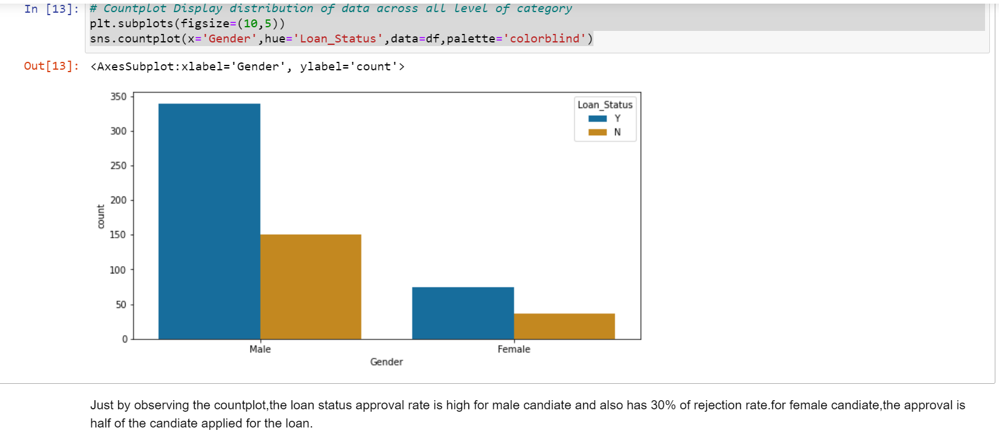 In [13]: # Countplot Display distribution of data across all level of category
plt.subplots(figsize=(10,5))
sns.countplot(x='Gender',hue='Loan_Status',data=df,palette='colorblind')
Out[13]: <AxesSubplot:xlabel='Gender', ylabel='count'>
350
300
250
200
150
100
50
0
count
Loan_Status
Y
N
Male Female
Gender
Just by observing the countplot,the loan status approval rate is high for male candiate and also has 30% of rejection rate.for female candiate,the approval is
half of the candiate applied for the loan.